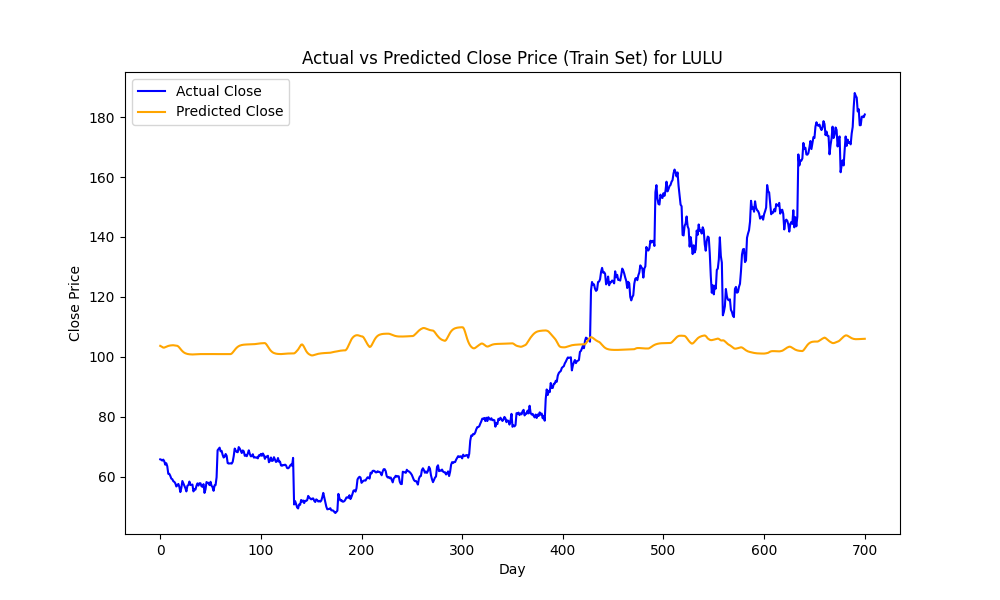 Actual vs Predicted Close Price (Train Set) for LULU
Actual Close
Predicted Close
Close Price
180
160
140
120
100
80
60
0 100 200 300 400 500 600 700
Day